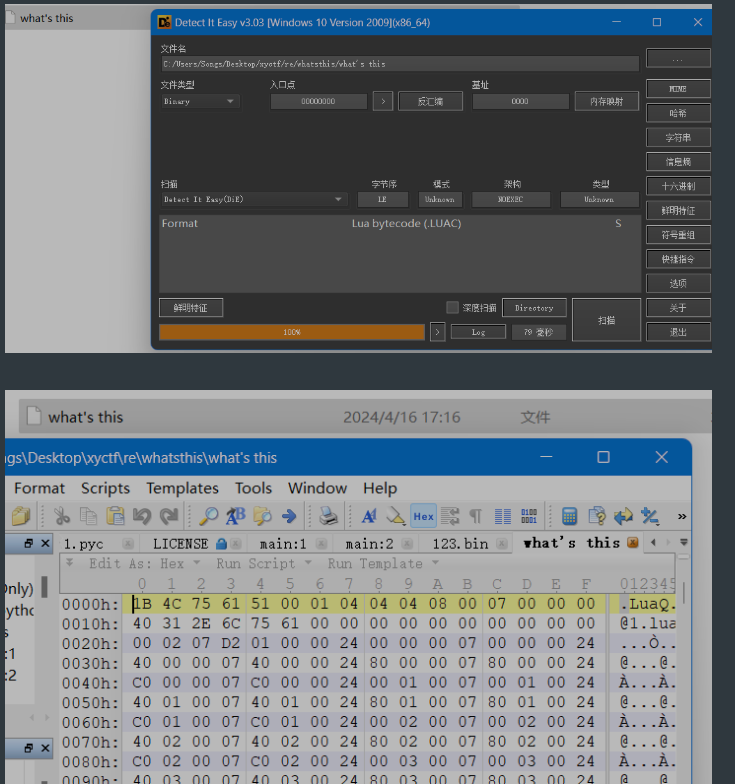 what's this
Detect It Easy v3.03 [Windows 10 Version 2009](x86_64)
文件名
C:/Users/Songs/Desktop/xyctf/re/whatsthis/what's this
...
文件类型 入口点 基址
Binary 00000000 > 反汇编 0000 内存映射
MIME
哈希
字符串
信息熵
扫描 字节序 模式 架构 类型
十六进制
Detect It Easy(DiE) LE Unknown NOEXEC Unknown
鲜明特征
Format Lua bytecode (.LUAC) S
符号重组
快捷指令
选项
鲜明特征 深度扫描 Directory 扫描 关于
100% > Log 79 毫秒 退出
what's this 2024/4/16 17:16 文件
gs\Desktop\xyctf\re\whatsthis\what's this
Format Scripts Templates Tools Window Help
Hex
1.pyc LICENSE main:1 main:2 123.bin what's this
Edit As: Hex Run Script Run Template
0 1 2 3 4 5 6 7 8 9 A B C D E F 012345
0000h: 1B 4C 75 61 51 00 01 04 04 04 08 00 07 00 00 00 .LuaQ.
0010h: 40 31 2E 6C 75 61 00 00 00 00 00 00 00 00 00 00 @1.lua
0020h: 00 02 07 D2 01 00 00 24 00 00 00 07 00 00 00 24 ...Ò..
0030h: 40 00 00 07 40 00 00 24 80 00 00 07 80 00 00 24 @...@.
0040h: C0 00 00 07 C0 00 00 24 00 01 00 07 00 01 00 24 À...À.
0050h: 40 01 00 07 40 01 00 24 80 01 00 07 80 01 00 24 @...@.
0060h: C0 01 00 07 C0 01 00 24 00 02 00 07 00 02 00 24 À...À.
0070h: 40 02 00 07 40 02 00 24 80 02 00 07 80 02 00 24 @...@.
0080h: C0 02 00 07 C0 02 00 24 00 03 00 07 00 03 00 24 À...À.
0090h: 40 03 00 07 40 03 00 24 80 03 00 07 80 03 00 24 @...@.